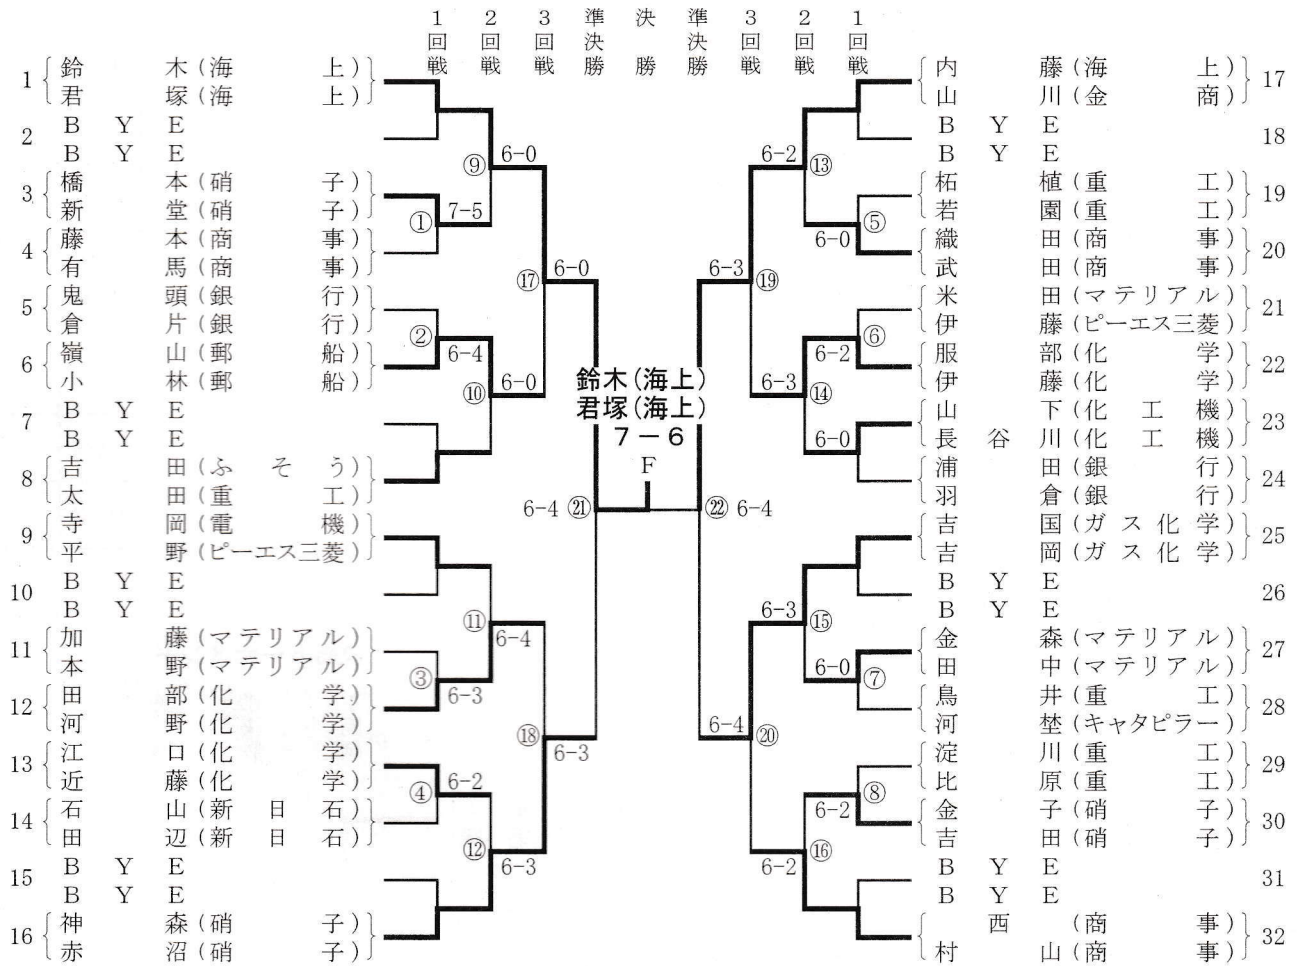 1回戦 2回戦 3回戦 準決勝 決勝 準決勝 3回戦 2回戦 1回戦
1 鈴木(海上)
君塚(海上)
2 BYE
BYE
3 橋本(硝子)
新堂(硝子)
4 藤本(商事)
有馬(商事)
5 鬼頭(銀行)
倉片(銀行)
6 嶺山(郵船)
小林(郵船)
7 BYE
BYE
8 吉田(ふそう)
太田(重工)
9 寺岡(電機)
平野(ピーエス三菱)
10 BYE
BYE
11 加藤(マテリアル)
本野(マテリアル)
12 田部(化学)
河野(化学)
13 江口(化学)
近藤(化学)
14 石山(新日石)
田辺(新日石)
15 BYE
BYE
16 神森(硝子)
赤沼(硝子)
① 7-5
② 6-4
③ 6-3
④ 6-2
⑨ 6-0
⑩ 6-0
⑪ 6-4
⑫ 6-3
⑰ 6-0
⑱ 6-3
6-4 ㉑
鈴木(海上)
君塚(海上)
7-6
F
㉒ 6-4
6-3 ⑲
6-4 ⑳
6-2 ⑬
6-3 ⑭
6-3 ⑮
6-2 ⑯
6-0 ⑤
6-2 ⑥
6-0
6-0 ⑦
6-2 ⑧
内藤(海上) 17
山川(金商)
BYE 18
BYE
柘植(重工) 19
若園(重工)
織田(商事) 20
武田(商事)
米田(マテリアル) 21
伊藤(ピーエス三菱)
服部(化学) 22
伊藤(化学)
山下(化工機) 23
長谷川(化工機)
浦田(銀行) 24
羽倉(銀行)
吉国(ガス化学) 25
吉岡(ガス化学)
BYE 26
BYE
金森(マテリアル) 27
田中(マテリアル)
鳥井(重工) 28
河埜(キャタピラー)
淀川(重工) 29
比原(重工)
金子(硝子) 30
吉田(硝子)
BYE 31
BYE
西(商事) 32
村山(商事)